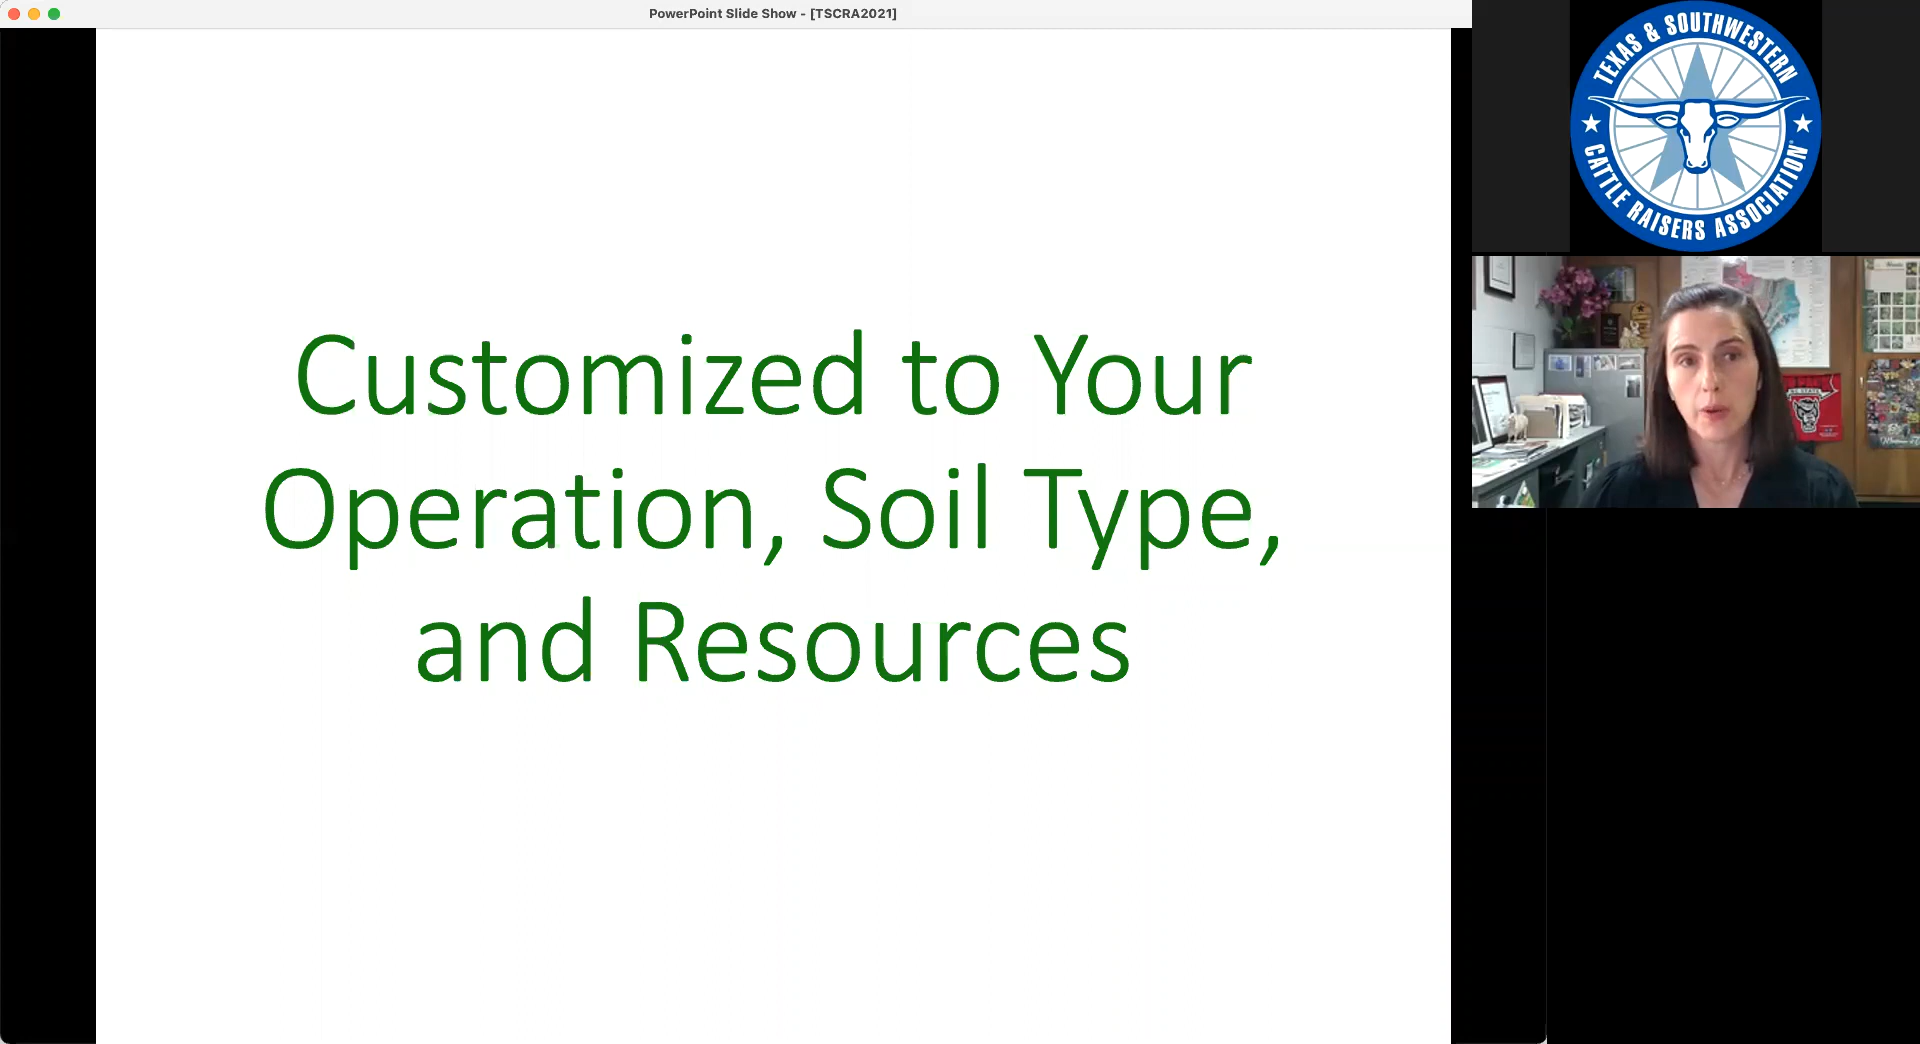 PowerPoint Slide Show - [TSCRA2021]
Customized to Your
Operation, Soil Type,
and Resources
TEXAS & SOUTHWESTERN
CATTLE RAISERS ASSOCIATION